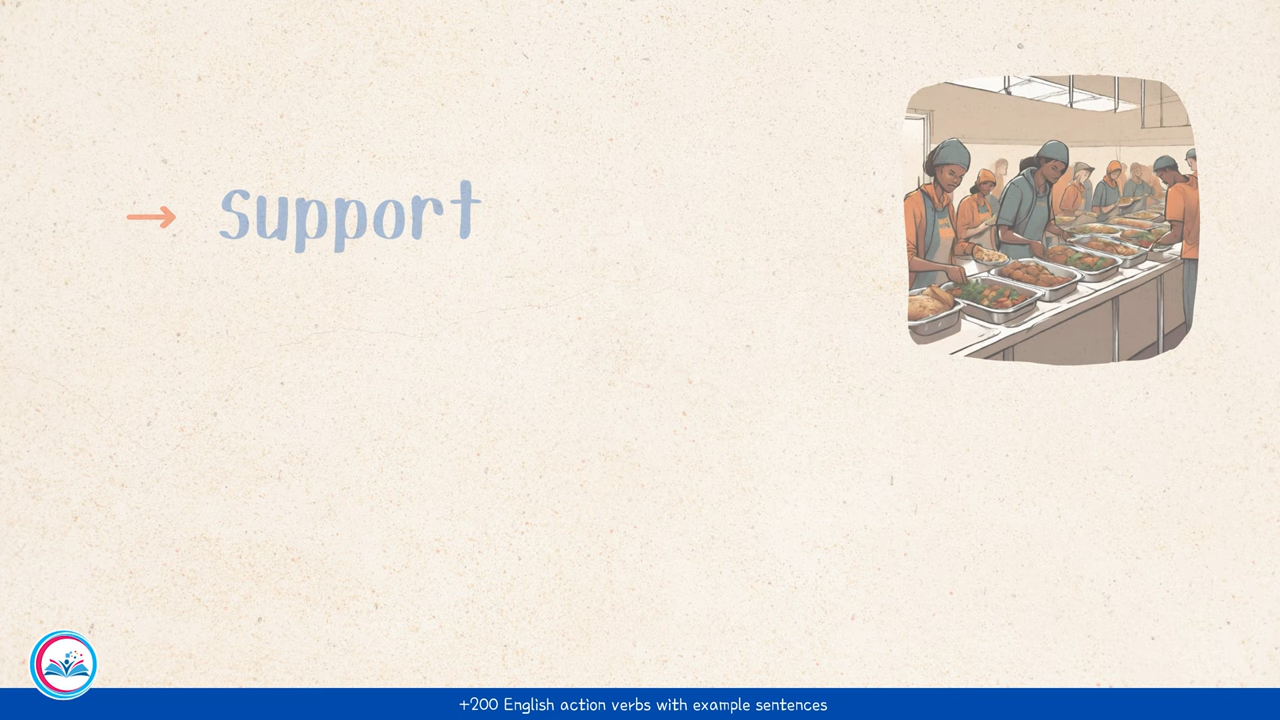 → Support
+200 English action verbs with example sentences